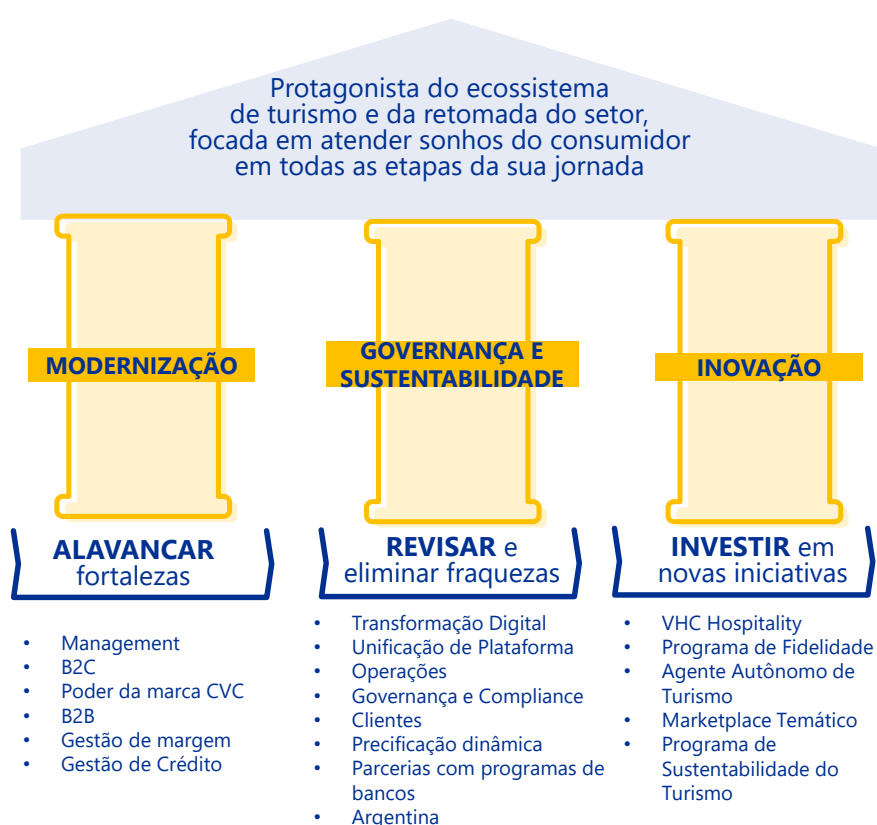 Protagonista do ecossistema
de turismo e da retomada do setor,
focada em atender sonhos do consumidor
em todas as etapas da sua jornada
MODERNIZAÇÃO
GOVERNANÇA E
SUSTENTABILIDADE
INOVAÇÃO
ALAVANCAR
fortalezas
• Management
• B2C
• Poder da marca CVC
• B2B
• Gestão de margem
• Gestão de Crédito
REVISAR e
eliminar fraquezas
• Transformação Digital
• Unificação de Plataforma
• Operações
• Governança e Compliance
• Clientes
• Precificação dinâmica
• Parcerias com programas de
bancos
• Argentina
INVESTIR em
novas iniciativas
• VHC Hospitality
• Programa de Fidelidade
• Agente Autônomo de
Turismo
• Marketplace Temático
• Programa de
Sustentabilidade do
Turismo